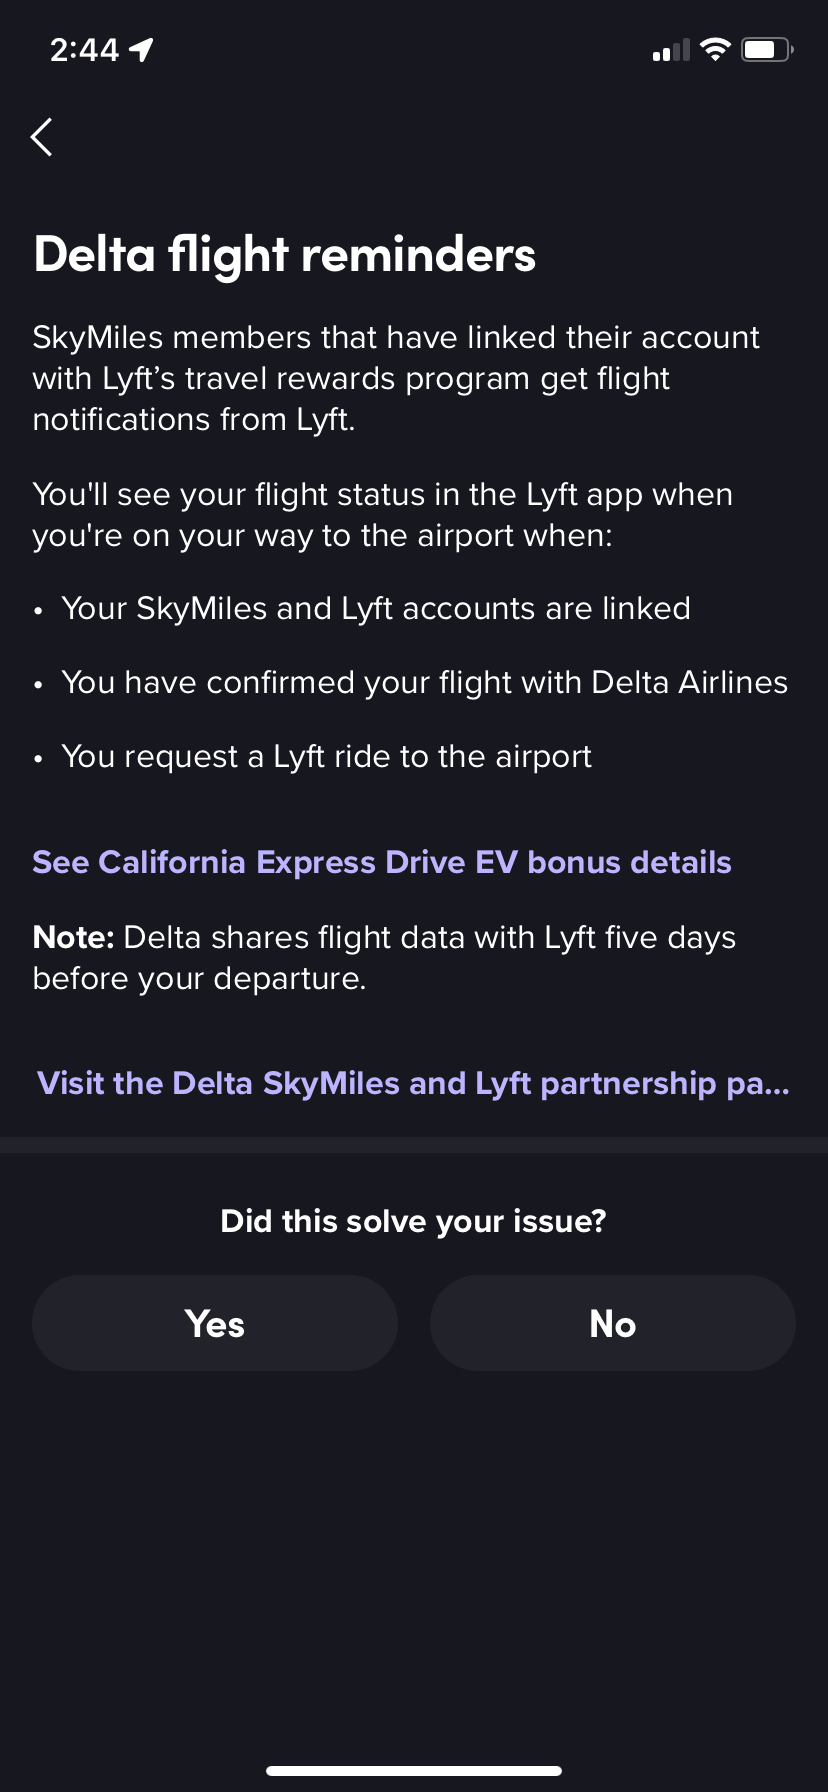 2:44
Delta flight reminders
SkyMiles members that have linked their account
with Lyft’s travel rewards program get flight
notifications from Lyft.
You'll see your flight status in the Lyft app when
you're on your way to the airport when:
• Your SkyMiles and Lyft accounts are linked
• You have confirmed your flight with Delta Airlines
• You request a Lyft ride to the airport
See California Express Drive EV bonus details
Note: Delta shares flight data with Lyft five days
before your departure.
Visit the Delta SkyMiles and Lyft partnership pa...
Did this solve your issue?
Yes
No